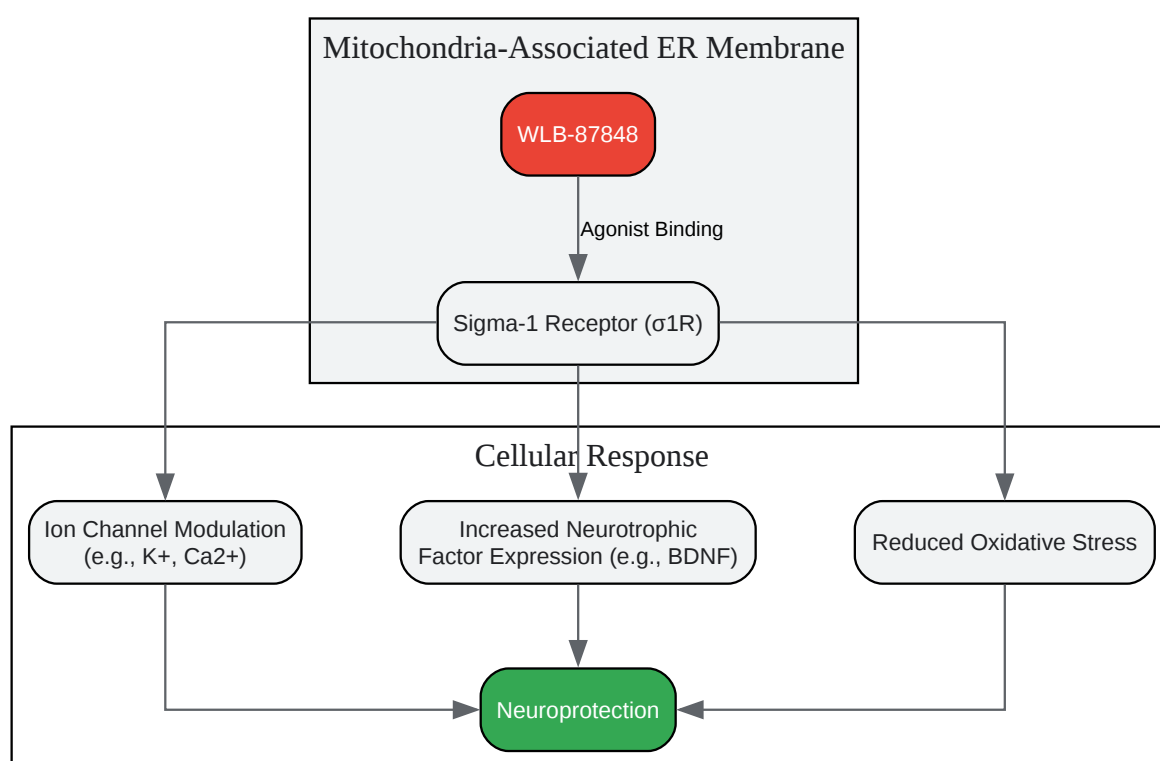 Mitochondria-Associated ER Membrane
WLB-87848
Agonist Binding
Sigma-1 Receptor (σ1R)
Cellular Response
Ion Channel Modulation
(e.g., K+, Ca2+)
Increased Neurotrophic
Factor Expression (e.g., BDNF)
Reduced Oxidative Stress
Neuroprotection